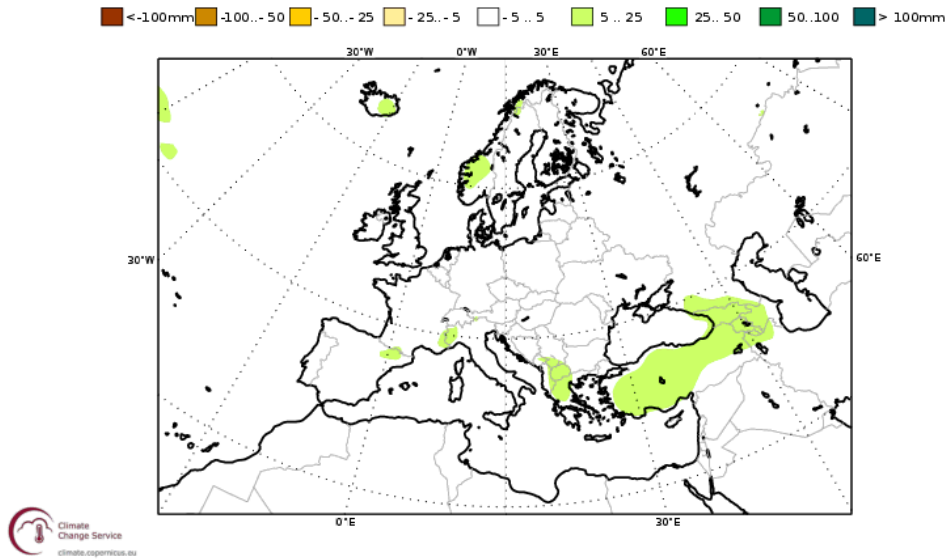 <-100mm -100..- 50 - 50..- 25 - 25..- 5 - 5 .. 5 5 .. 25 25.. 50 50..100 > 100mm
30°W 0°W 30°E 60°E
30°W 60°E
0°E 30°E
Climate
Change Service
climate.copernicus.eu